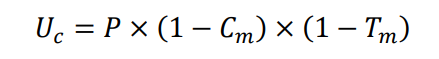 U_c = P × (1 − C_m) × (1 − T_m)